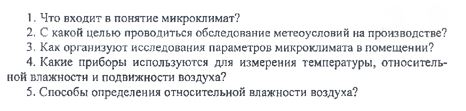 1. Что входит в понятие микроклимат?
2. С какой целью проводиться обследование метеоусловий на производстве?
3. Как организуют исследования параметров микроклимата в помещении?
4. Какие приборы используются для измерения температуры, относитель-
ной влажности и подвижности воздуха?
5. Способы определения относительной влажности воздуха?